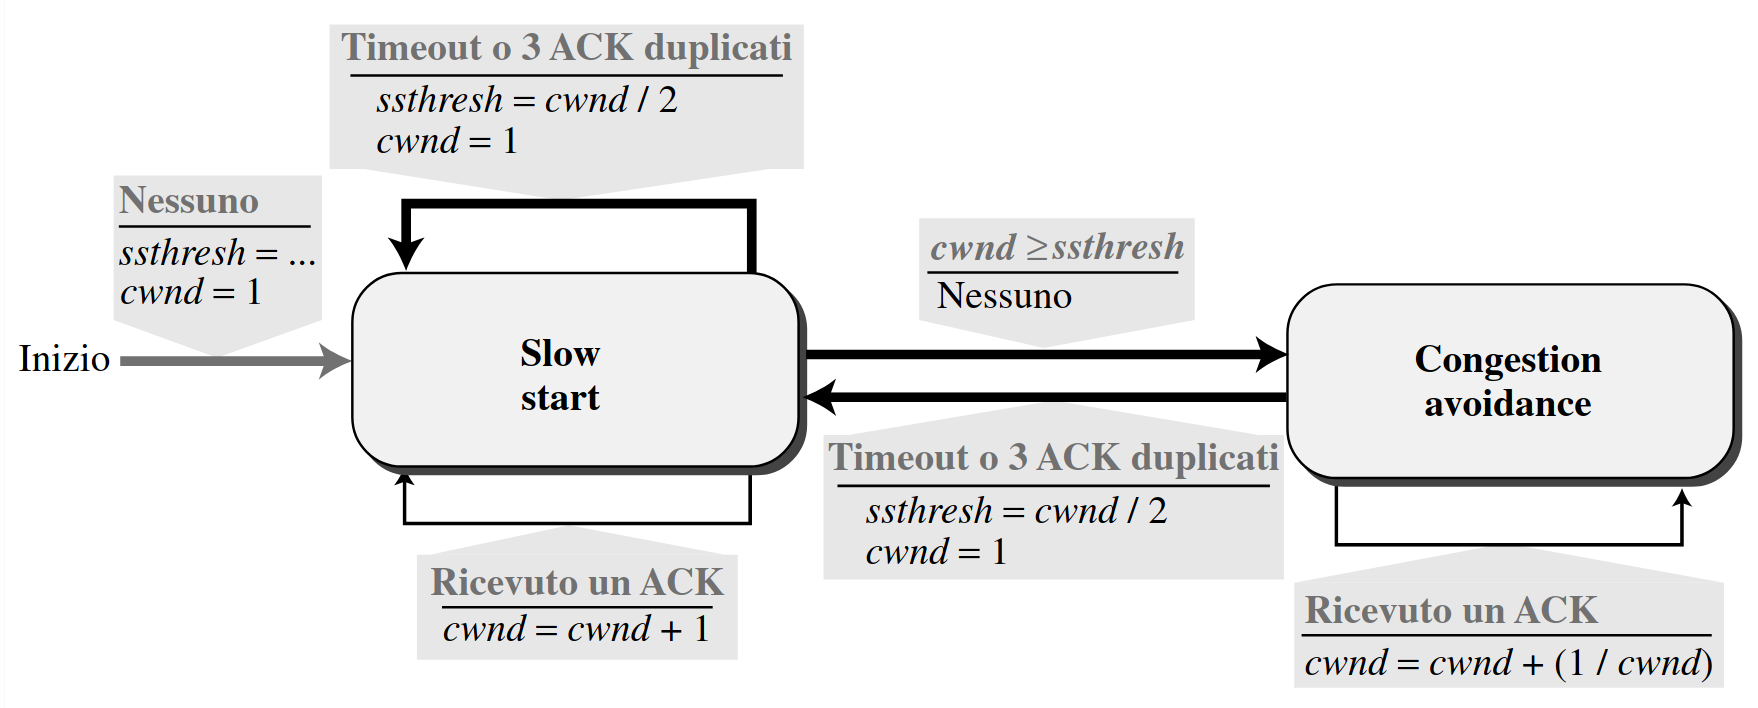 Timeout o 3 ACK duplicati
ssthresh = cwnd / 2
cwnd = 1
Nessuno
ssthresh = ...
cwnd = 1
Inizio
Slow
start
cwnd ≥ ssthresh
Nessuno
Congestion
avoidance
Timeout o 3 ACK duplicati
ssthresh = cwnd / 2
cwnd = 1
Ricevuto un ACK
cwnd = cwnd + 1
Ricevuto un ACK
cwnd = cwnd + (1 / cwnd)